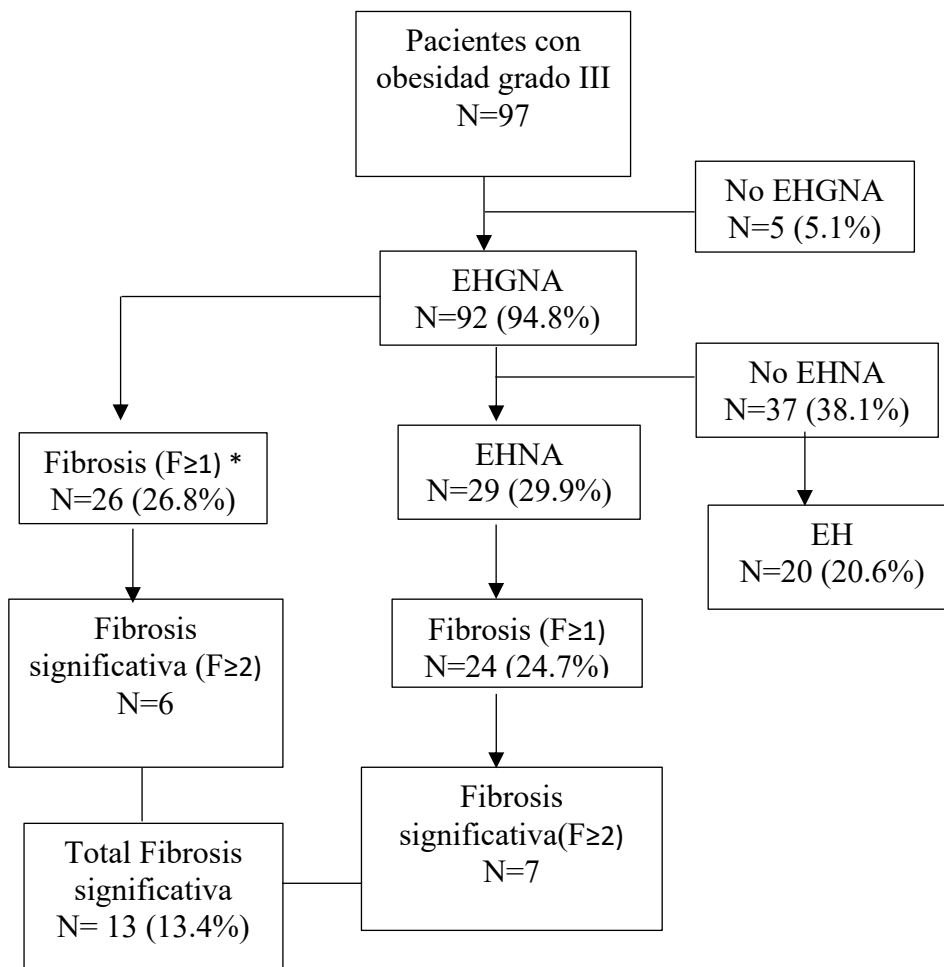 Pacientes con
obesidad grado III
N=97
No EHGNA
N=5 (5.1%)
EHGNA
N=92 (94.8%)
No EHNA
N=37 (38.1%)
Fibrosis (F≥1) *
N=26 (26.8%)
EHNA
N=29 (29.9%)
EH
N=20 (20.6%)
Fibrosis
significativa (F≥2)
N=6
Fibrosis (F≥1)
N=24 (24.7%)
Fibrosis
significativa(F≥2)
N=7
Total Fibrosis
significativa
N= 13 (13.4%)